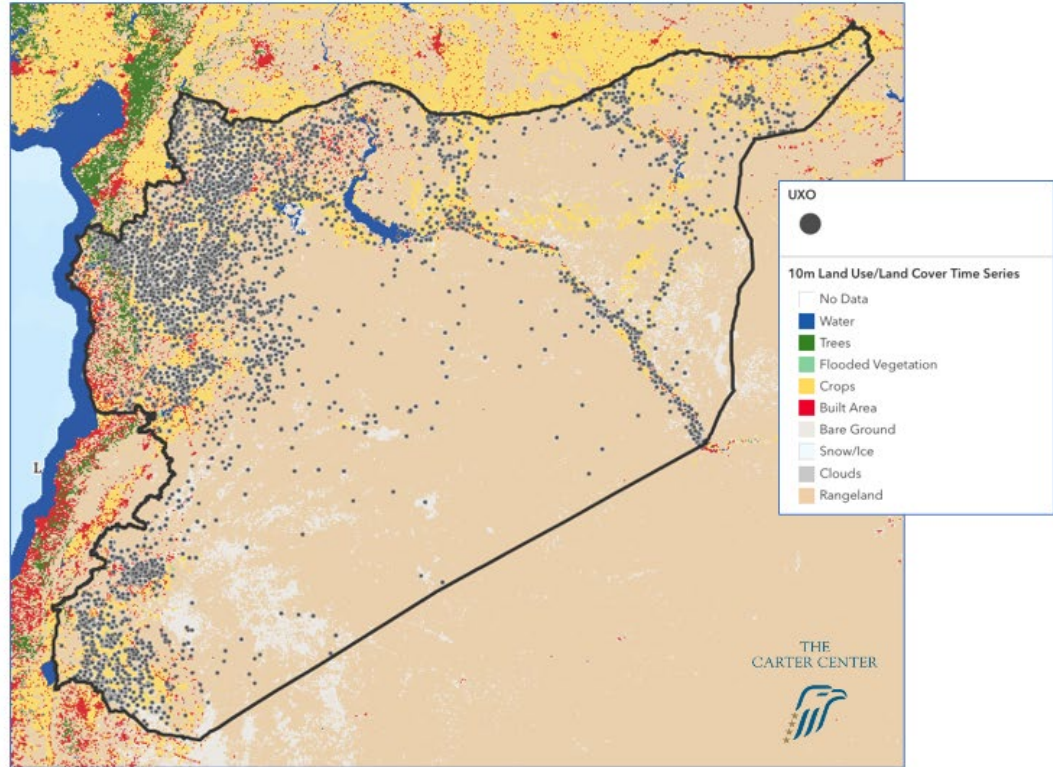 UXO
10m Land Use/Land Cover Time Series
No Data
Water
Trees
Flooded Vegetation
Crops
Built Area
Bare Ground
Snow/Ice
Clouds
Rangeland
L
THE
CARTER CENTER